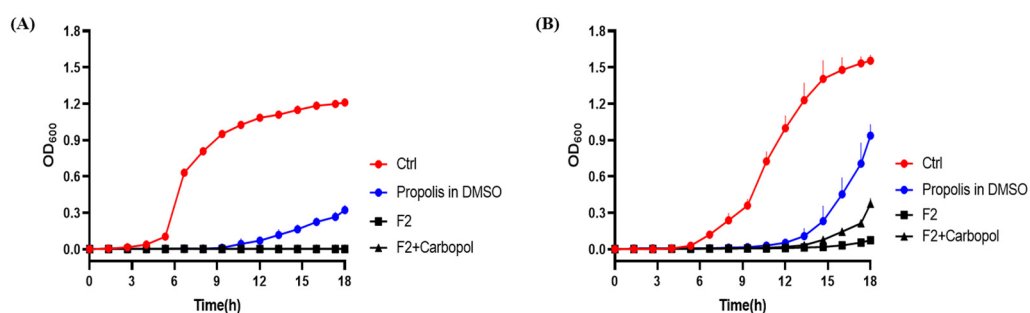 (A)
1.8
1.5
1.2
0.9
0.6
0.3
0.0
OD600
0 3 6 9 12 15 18
Time(h)
Ctrl
Propolis in DMSO
F2
F2+Carbopol
(B)
1.8
1.5
1.2
0.9
0.6
0.3
0.0
OD600
0 3 6 9 12 15 18
Time(h)
Ctrl
Propolis in DMSO
F2
F2+Carbopol